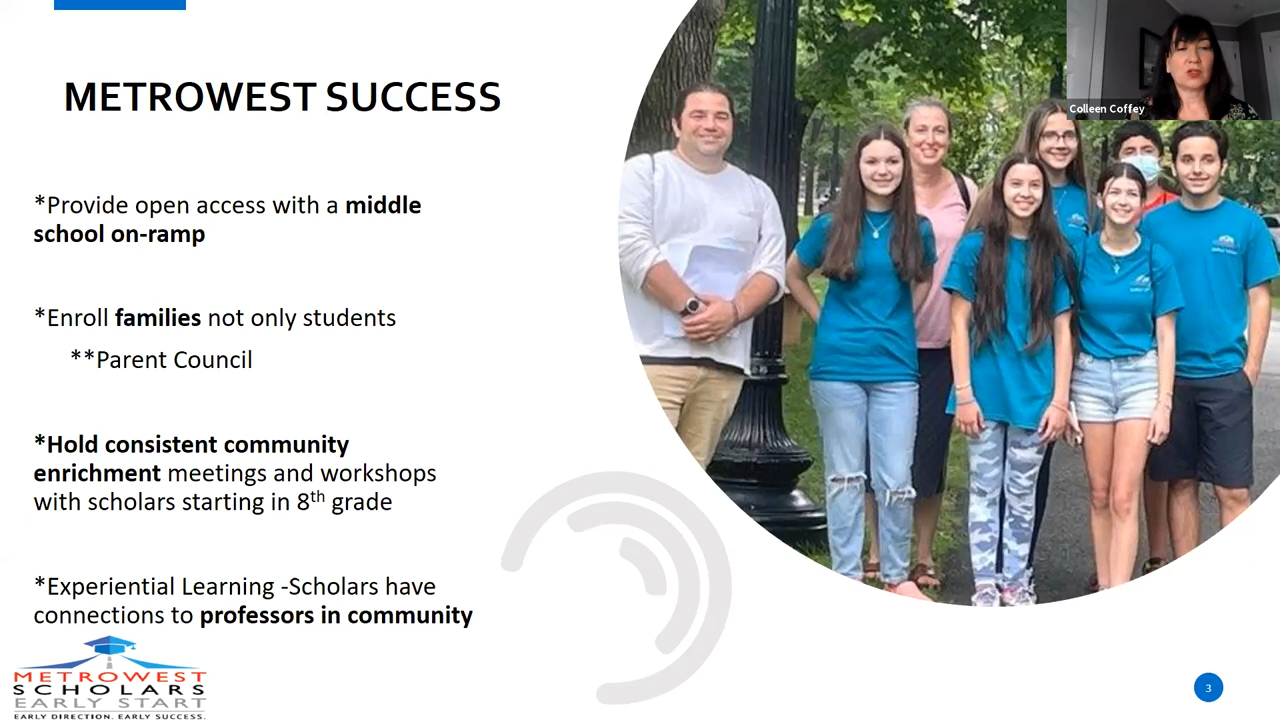 METROWEST SUCCESS
Colleen Coffey
*Provide open access with a middle
school on-ramp
*Enroll families not only students
**Parent Council
*Hold consistent community
enrichment meetings and workshops
with scholars starting in 8th grade
*Experiential Learning -Scholars have
connections to professors in community
METROWEST
SCHOLARS
EARLY START
EARLY DIRECTION. EARLY SUCCESS.
3